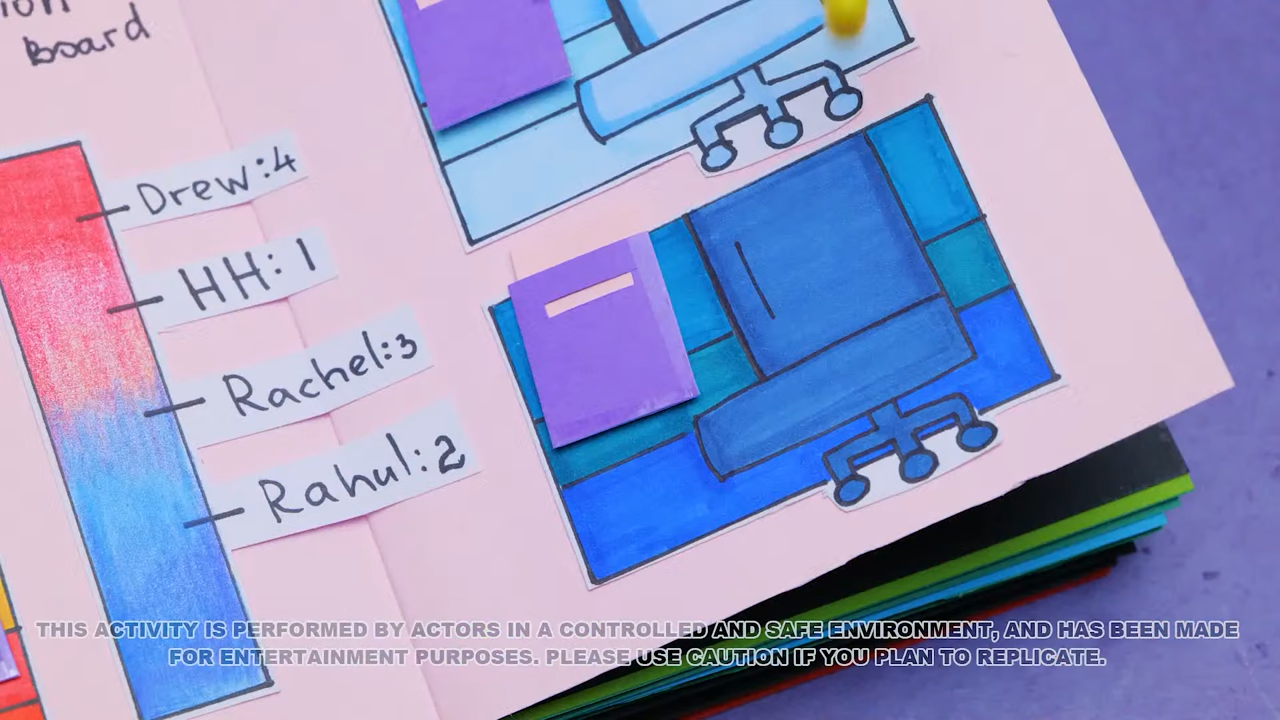 Board
Drew:4
HH: 1
Rachel:3
Rahul:2
THIS ACTIVITY IS PERFORMED BY ACTORS IN A CONTROLLED AND SAFE ENVIRONMENT, AND HAS BEEN MADE
FOR ENTERTAINMENT PURPOSES. PLEASE USE CAUTION IF YOU PLAN TO REPLICATE.